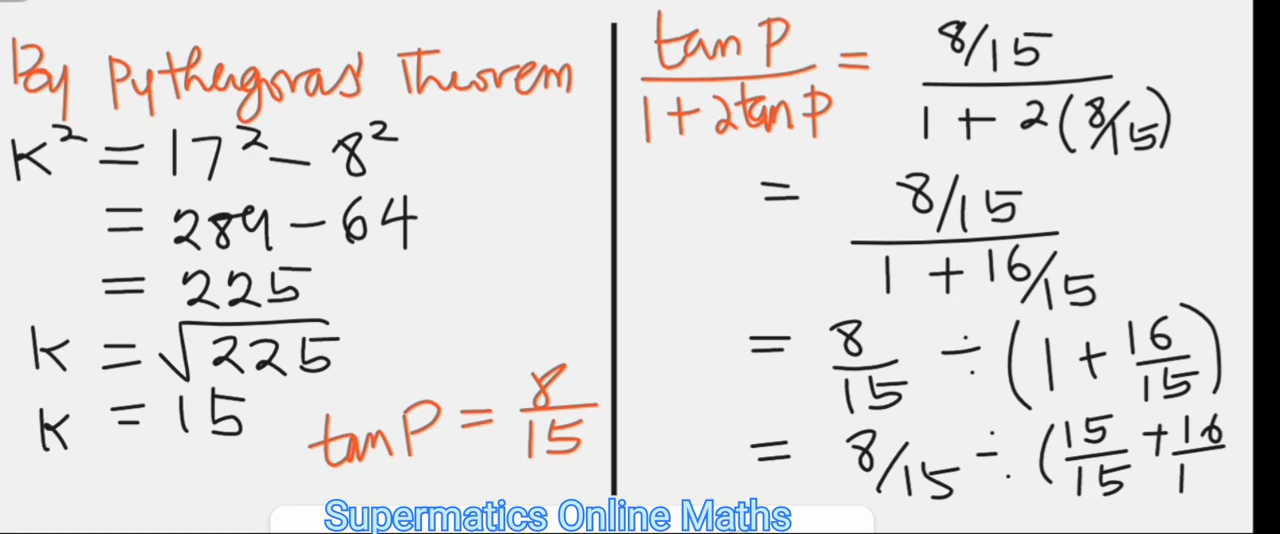 By Pythagoras' Theorem
K² = 17² - 8²
= 289 - 64
= 225
K = √225
K = 15
tan P = 8/15
tan P / 1 + 2tan P = 8/15 / 1 + 2(8/15)
= 8/15 / 1 + 16/15
= 8/15 ÷ (1 + 16/15)
= 8/15 ÷ (15/15 + 16/1
Supermatics Online Maths